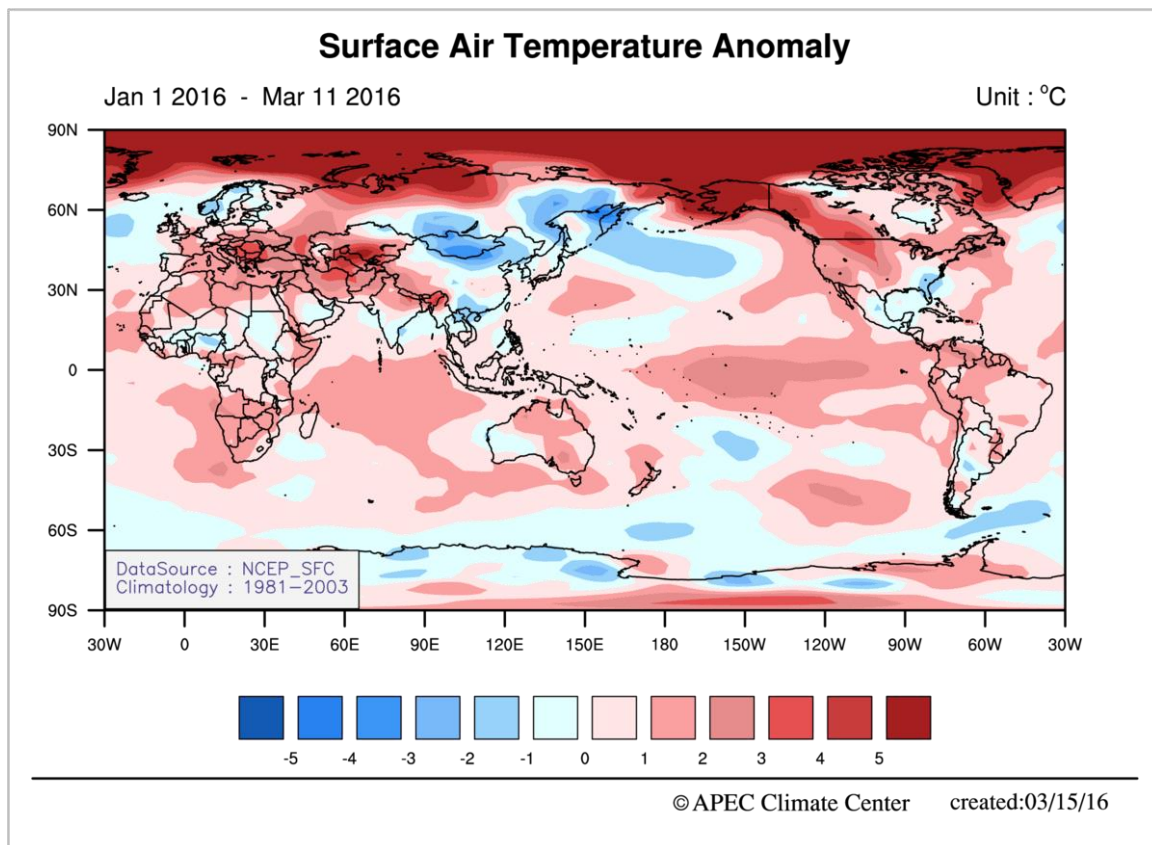 Surface Air Temperature Anomaly
Jan 1 2016 - Mar 11 2016 Unit : °C
90N
60N
30N
0
30S
60S
90S
DataSource : NCEP_SFC
Climatology : 1981-2003
30W 0 30E 60E 90E 120E 150E 180 150W 120W 90W 60W 30W
-5 -4 -3 -2 -1 0 1 2 3 4 5
© APEC Climate Center created:03/15/16